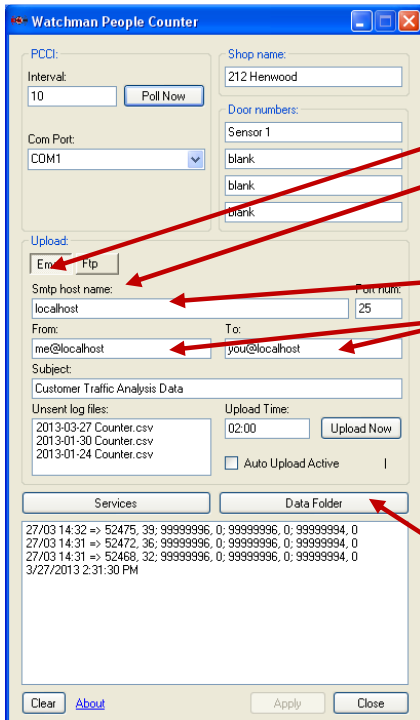 Watchman People Counter
PCCI:
Interval:
10
Poll Now
Com Port:
COM1
Shop name:
212 Henwood
Door numbers:
Sensor 1
blank
blank
blank
Upload:
Ftp
Smtp host name:
Port num:
localhost
25
From:
To:
me@localhost
you@localhost
Subject:
Customer Traffic Analysis Data
Unsent log files:
Upload Time:
2013-03-27 Counter.csv
2013-01-30 Counter.csv
2013-01-24 Counter.csv
02:00
Upload Now
Auto Upload Active
Services
Data Folder
27/03 14:32 => 52475, 39; 99999996, 0; 99999996, 0; 99999994, 0
27/03 14:31 => 52472, 36; 99999996, 0; 99999996, 0; 99999994, 0
27/03 14:31 => 52468, 32; 99999996, 0; 99999996, 0; 99999994, 0
3/27/2013 2:31:30 PM
Clear
About
Apply
Close